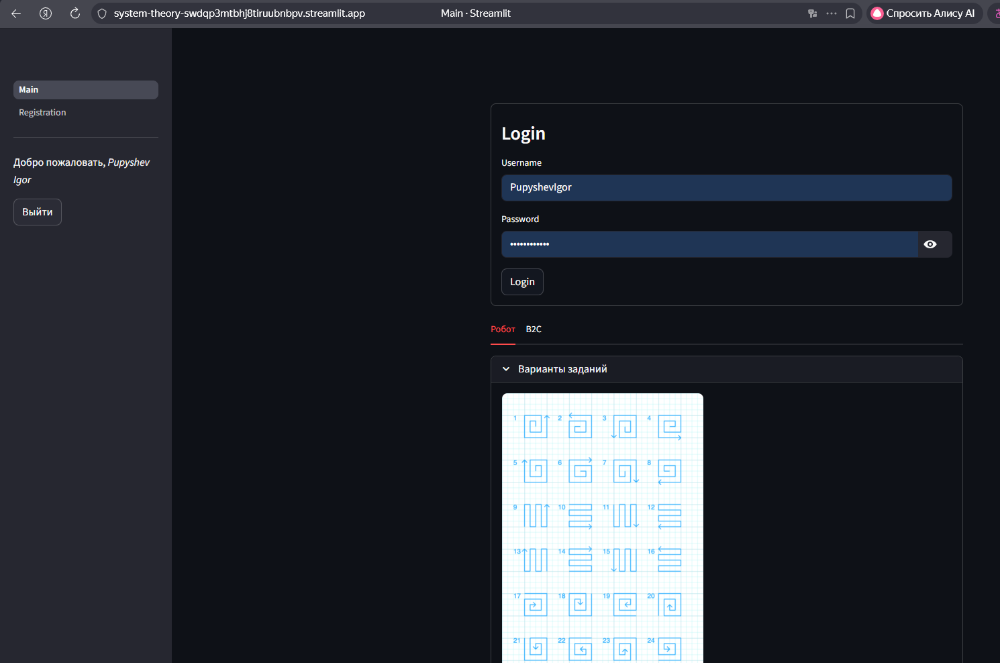 system-theory-swdqp3mtbhj8tiruubnbpv.streamlit.app Main · Streamlit Спросить Алису AI
Main
Registration
Добро пожаловать, Pupyshev
Igor
Выйти
Login
Username
PupyshevIgor
Password
Login
Робот B2C
Варианты заданий
1 2 3 4
5 6 7 8
9 10 11 12
13 14 15 16
17 18 19 20
21 22 23 24